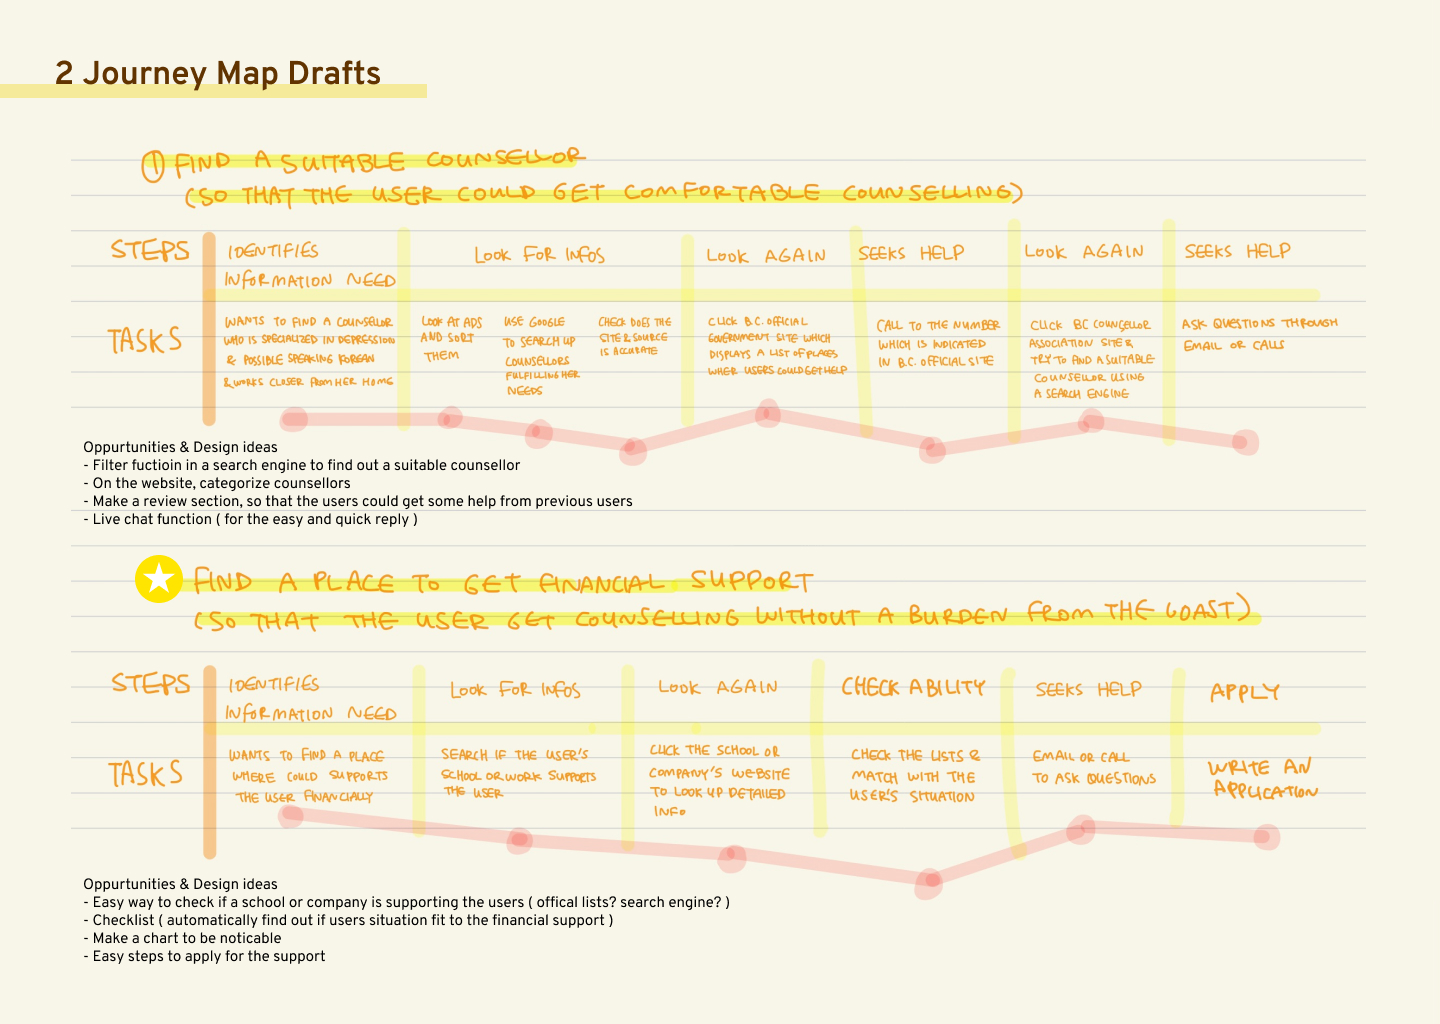 2 Journey Map Drafts
① FIND A SUITABLE COUNSELLOR
(SO THAT THE USER COULD GET COMFORTABLE COUNSELLING)
STEPS
IDENTIFIES
INFORMATION NEED
LOOK FOR INFOS
LOOK AGAIN
SEEKS HELP
LOOK AGAIN
SEEKS HELP
TASKS
WANTS TO FIND A COUNSELLOR
WHO IS SPECIALIZED IN DEPRESSION
& POSSIBLE SPEAKING KOREAN
& WORKS CLOSER FROM HER HOME
LOOK AT ADS
AND SORT
THEM
USE GOOGLE
TO SEARCH UP
COUNSELLORS
FULFILLING HER
NEEDS
CHECK DOES THE
SITE & SOURCE
IS ACCURATE
CLICK B.C. OFFICIAL
GOVERNMENT SITE WHICH
DISPLAYS A LIST OF PLACES
WHER USERS COULD GET HELP
CALL TO THE NUMBER
WHICH IS INDICATED
IN B.C. OFFICIAL SITE
CLICK BC COUNCELLOR
ASSOCIATION SITE &
TRY TO FIND A SUITABLE
COUNSELLOR USING
A SEARCH ENGINE
ASK QUESTIONS THROUGH
EMAIL OR CALLS
Oppurtunities & Design ideas
- Filter fuctioin in a search engine to find out a suitable counsellor
- On the website, categorize counsellors
- Make a review section, so that the users could get some help from previous users
- Live chat function ( for the easy and quick reply )
FIND A PLACE TO GET FINANCIAL SUPPORT
(SO THAT THE USER GET COUNSELLING WITHOUT A BURDEN FROM THE COAST)
STEPS
IDENTIFIES
INFORMATION NEED
LOOK FOR INFOS
LOOK AGAIN
CHECK ABILITY
SEEKS HELP
APPLY
TASKS
WANTS TO FIND A PLACE
WHERE COULD SUPPORTS
THE USER FINANCIALLY
SEARCH IF THE USER'S
SCHOOL OR WORK SUPPORTS
THE USER
CLICK THE SCHOOL OR
COMPANY'S WEBSITE
TO LOOK UP DETAILED
INFO
CHECK THE LISTS &
MATCH WITH THE
USER'S SITUATION
EMAIL OR CALL
TO ASK QUESTIONS
WRITE AN
APPLICATION
Oppurtunities & Design ideas
- Easy way to check if a school or company is supporting the users ( offical lists? search engine? )
- Checklist ( automatically find out if users situation fit to the financial support )
- Make a chart to be noticable
- Easy steps to apply for the support